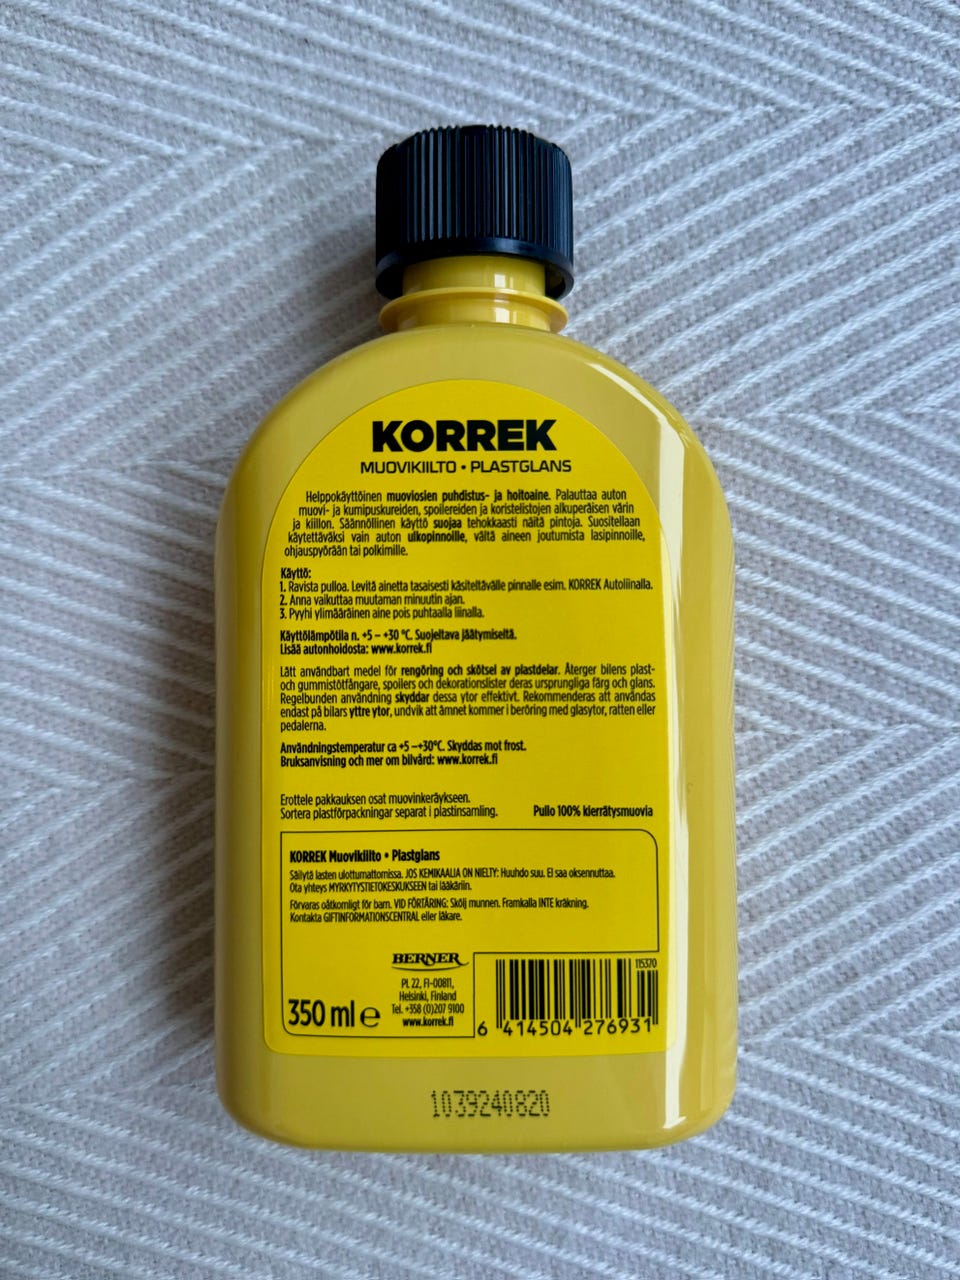 KORREK
MUOVIKIILTO • PLASTGLANS
Helppokäyttöinen muoviosien puhdistus- ja hoitoaine. Palauttaa auton
muovi- ja kumipuskureiden, spoilereiden ja koristelistojen alkuperäisen värin
ja kiillon. Säännöllinen käyttö suojaa tehokkaasti näitä pintoja. Suositellaan
käytettäväksi vain auton ulkopinnoille, vältä aineen joutumista lasipinnoille,
ohjauspyörään tai polkimille.
Käyttö:
1. Ravista pulloa. Levitä ainetta tasaisesti käsiteltävälle pinnalle esim. KORREK Autoliinalla.
2. Anna vaikuttaa muutaman minuutin ajan.
3. Pyyhi ylimääräinen aine pois puhtaalla liinalla.
Käyttölämpötila n. +5 – +30 °C. Suojeltava jäätymiseltä.
Lisää autonhoidosta: www.korrek.fi
Lätt användbart medel för rengöring och skötsel av plastdelar. Återger bilens plast-
och gummistötfångare, spoilers och dekorationslister deras ursprungliga färg och glans.
Regelbunden användning skyddar dessa ytor effektivt. Rekommenderas att användas
endast på bilars yttre ytor, undvik att ämnet kommer i beröring med glasytor, ratten eller
pedalerna.
Användningstemperatur ca +5 –+30°C. Skyddas mot frost.
Bruksanvisning och mer om bilvård: www.korrek.fi
Erottele pakkauksen osat muovinkeräykseen.
Sortera plastförpackningar separat i plastinsamling. Pullo 100% kierrätysmuovia
KORREK Muovikiilto • Plastglans
Säilytä lasten ulottumattomissa. JOS KEMIKAALIA ON NIELTY: Huuhdo suu. EI saa oksennuttaa.
Ota yhteys MYRKYTYSTIETOKESKUKSEEN tai lääkäriin.
Förvaras oåtkomligt för barn. VID FÖRTÄRING: Skölj munnen. Framkalla INTE kräkning.
Kontakta GIFTINFORMATIONSCENTRAL eller läkare.
BERNER
PL 22, FI-00811,
Helsinki, Finland
Tel. +358 (0)207 9100
www.korrek.fi
350 ml e
115370
6 414504 276931
1039240820